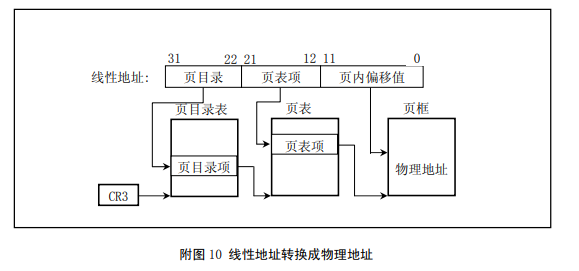 31 22 21 12 11 0
线性地址: 页目录 页表项 页内偏移值
页目录表 页表 页框
页表项
页目录项 物理地址
CR3
附图 10 线性地址转换成物理地址